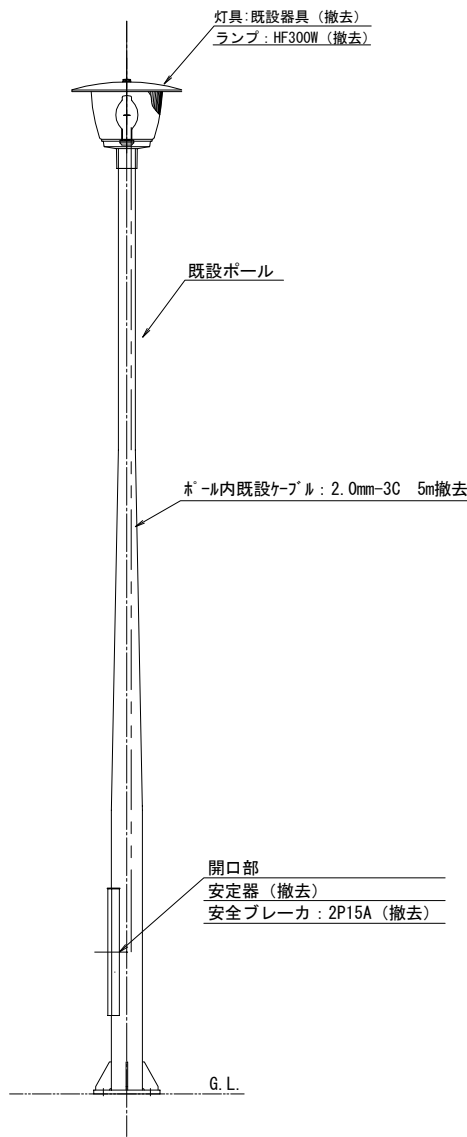 灯具:既設器具（撤去）
ランプ：HF300W（撤去）
既設ポール
ﾎﾟｰﾙ内既設ｹｰﾌﾞﾙ：2.0mm-3C　5m撤去
開口部
安定器（撤去）
安全ブレーカ：2P15A（撤去）
G.L.